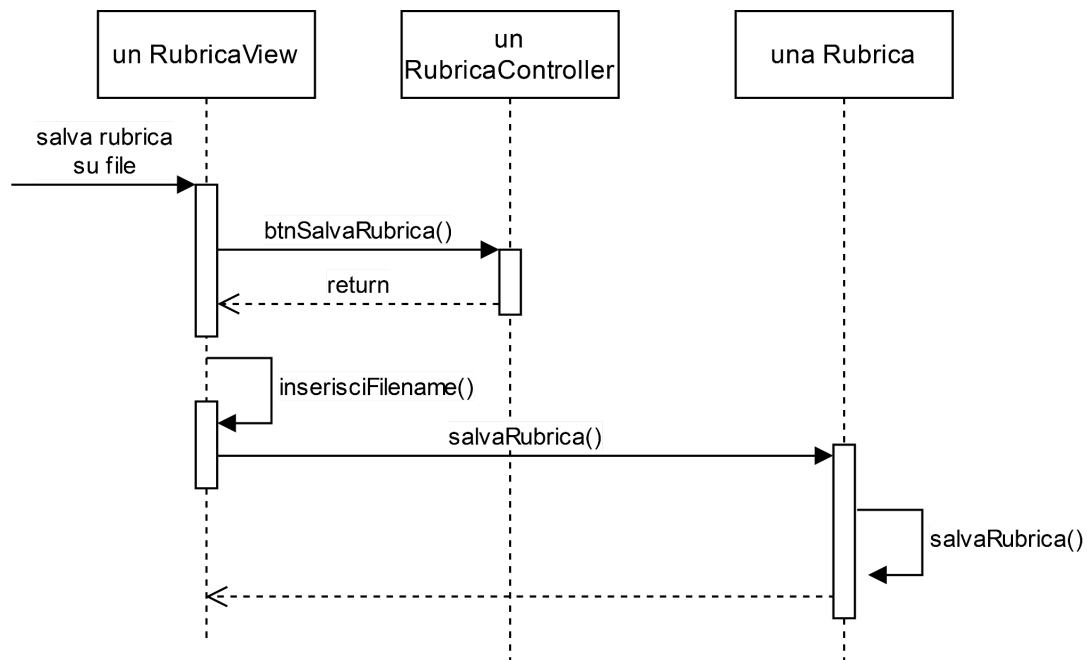 un RubricaView
un
RubricaController
una Rubrica
salva rubrica
su file
btnSalvaRubrica()
return
inserisciFilename()
salvaRubrica()
salvaRubrica()